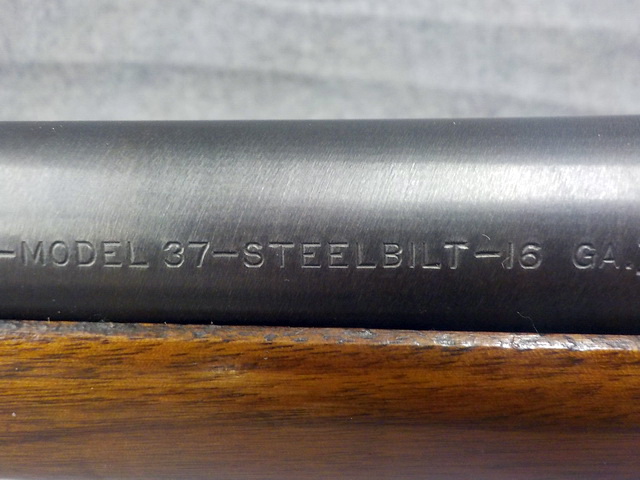 -MODEL 37-STEELBILT-16 GA.